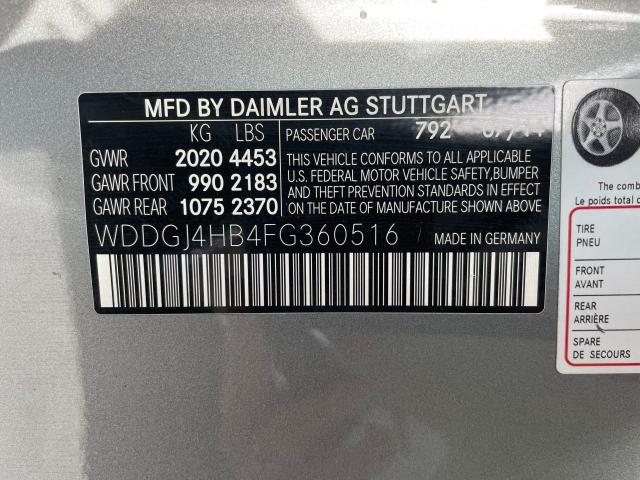 MFD BY DAIMLER AG STUTTGART
KG LBS
PASSENGER CAR 792
GVWR 2020 4453
GAWR FRONT 990 2183
GAWR REAR 1075 2370
THIS VEHICLE CONFORMS TO ALL APPLICABLE
U.S. FEDERAL MOTOR VEHICLE SAFETY,BUMPER
AND THEFT PREVENTION STANDARDS IN EFFECT
ON THE DATE OF MANUFACTURE SHOWN ABOVE
WDDGJ4HB4FG360516 MADE IN GERMANY
The comb
Le poids total c
TIRE
PNEU
FRONT
AVANT
REAR
ARRIÈRE
SPARE
DE SECOURS